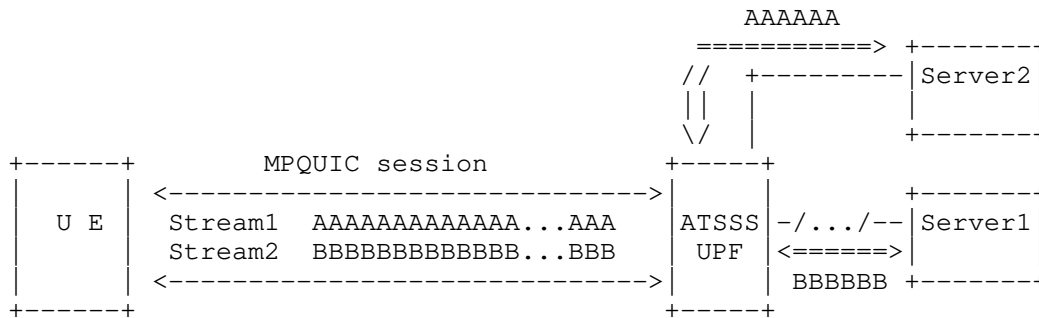 AAAAAA
===========> +--------
// +---------|Server2
|| | |
\/ | +--------
+------+ MPQUIC session +-----+
| | <------------------------------>| | +--------
| U E | Stream1 AAAAAAAAAAAAA...AAA |ATSSS|-/.../--|Server1
| | Stream2 BBBBBBBBBBBBB...BBB | UPF |<======>|
| | <------------------------------>| | BBBBBB +--------
+------+ +-----+